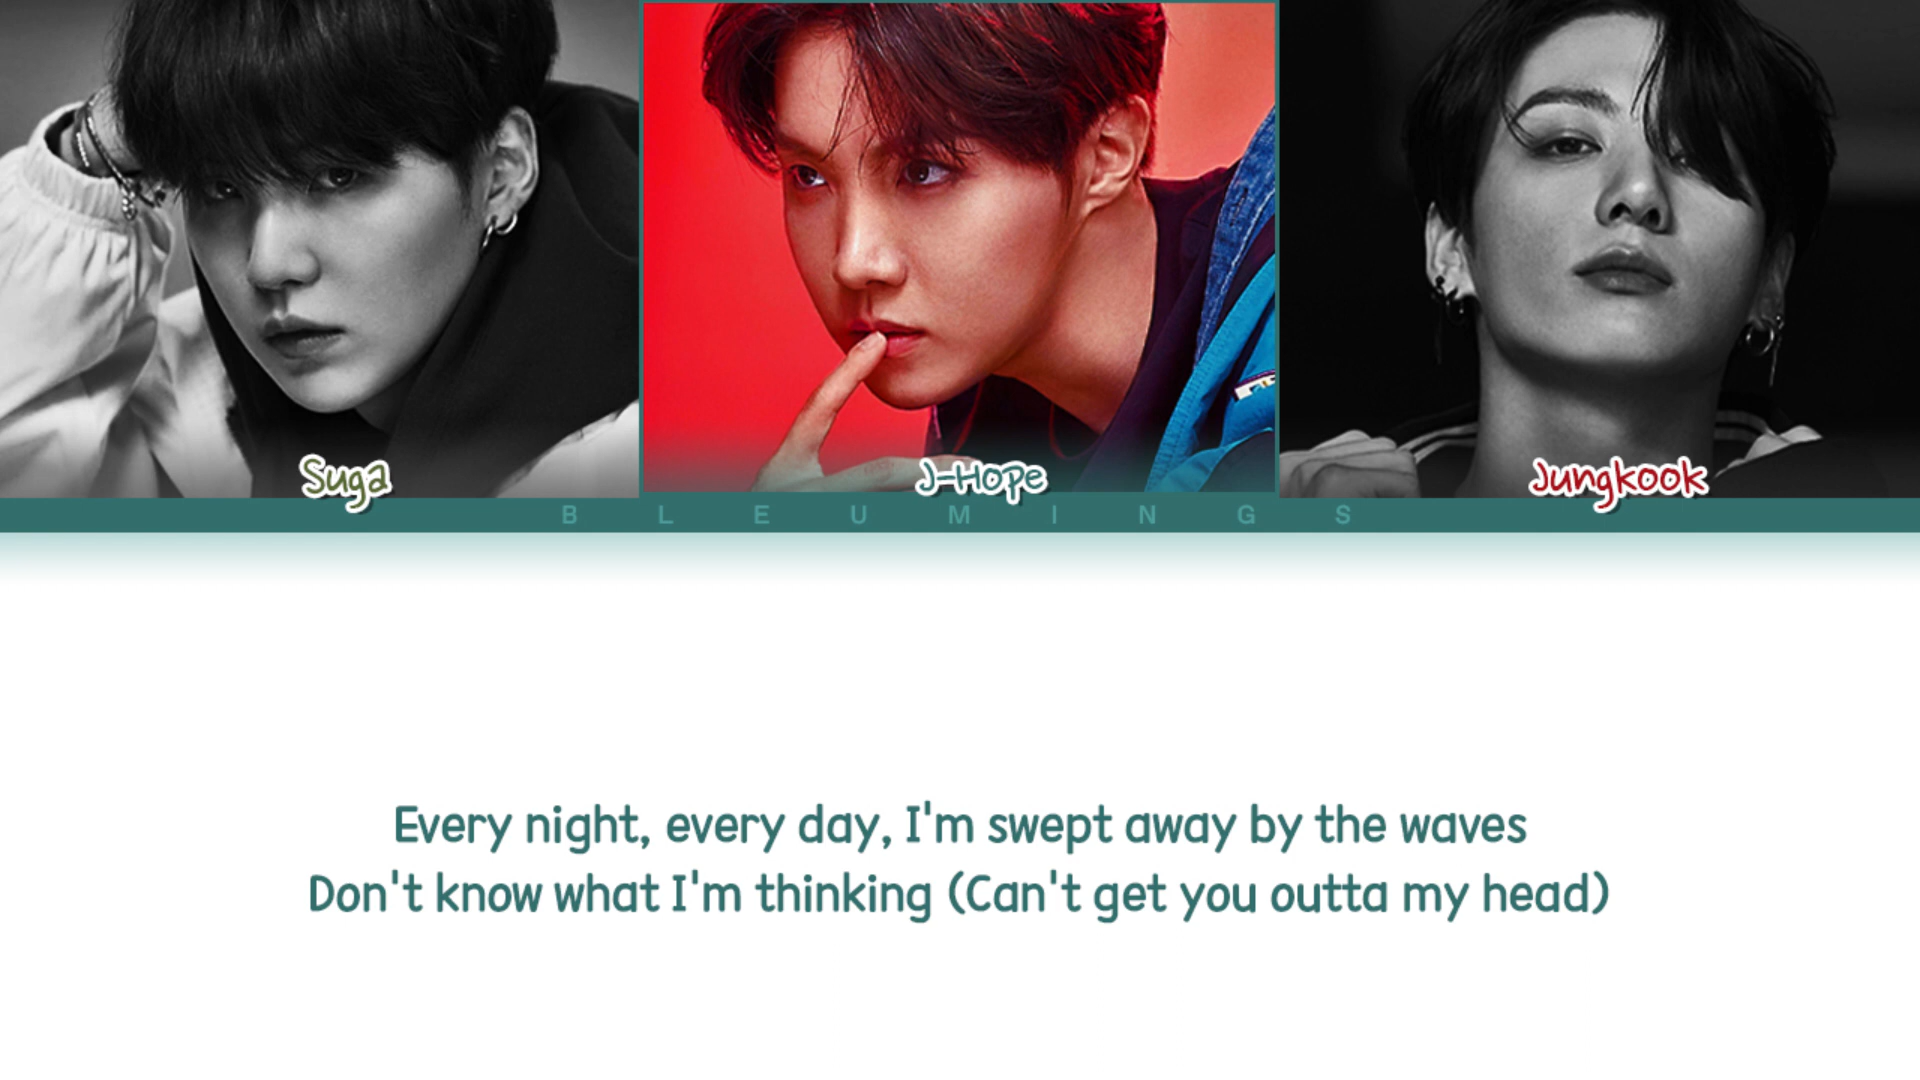 Suga
J-Hope
Jungkook
BLEUMINGS
Every night, every day, I'm swept away by the waves
Don't know what I'm thinking (Can't get you outta my head)